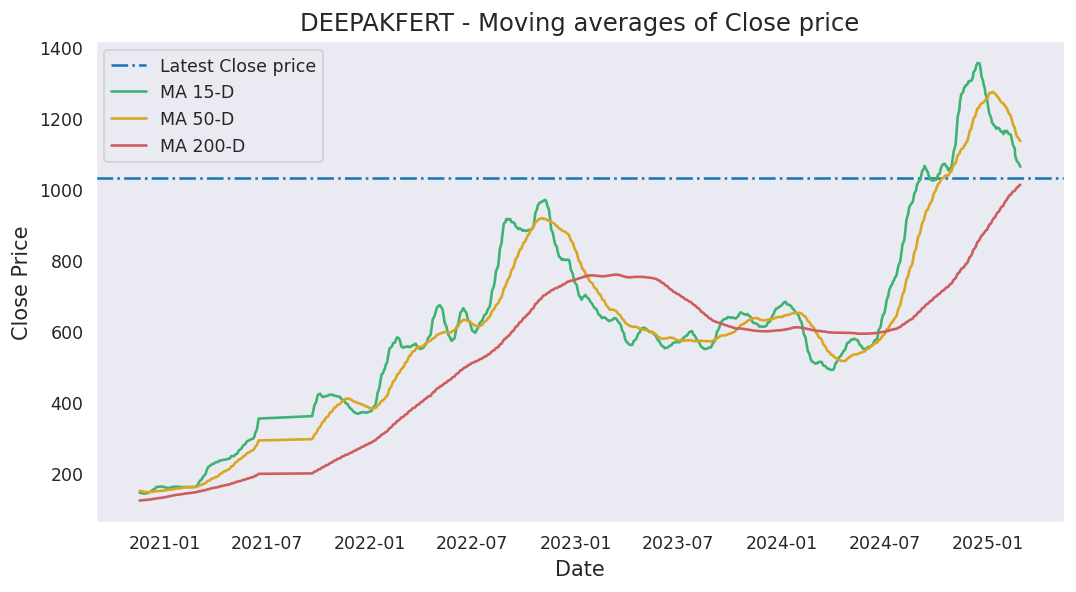 DEEPAKFERT - Moving averages of Close price
1400
1200
1000
800
600
400
200
Close Price
Latest Close price
MA 15-D
MA 50-D
MA 200-D
2021-01 2021-07 2022-01 2022-07 2023-01 2023-07 2024-01 2024-07 2025-01
Date